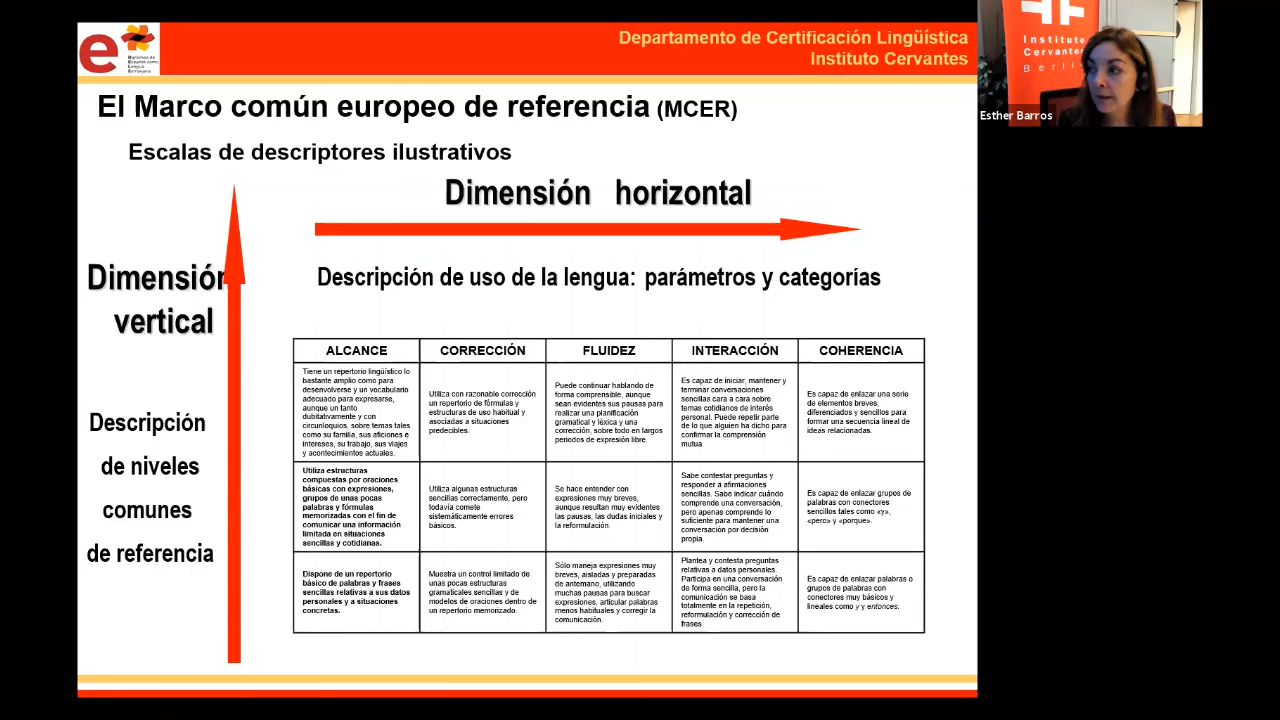 Departamento de Certificación Lingüística
Instituto Cervantes
e
Diplomas de
Español como
Lengua
Extranjera
El Marco común europeo de referencia (MCER)
Escalas de descriptores ilustrativos
Dimensión horizontal
Descripción de uso de la lengua: parámetros y categorías
Dimensión
vertical
Descripción
de niveles
comunes
de referencia
ALCANCE
CORRECCIÓN
FLUIDEZ
INTERACCIÓN
COHERENCIA
Tiene un repertorio lingüístico lo
bastante amplio como para
desenvolverse y un vocabulario
adecuado para expresarse,
aunque un tanto
dubitativamente y con
circunloquios, sobre temas tales
como su familia, sus aficiones e
intereses, su trabajo, sus viajes
y acontecimientos actuales.
Utiliza con razonable corrección
un repertorio de fórmulas y
estructuras de uso habitual y
asociadas a situaciones
predecibles.
Puede continuar hablando de
forma comprensible, aunque
sean evidentes sus pausas para
realizar una planificación
gramatical y léxica y una
corrección, sobre todo en largos
periodos de expresión libre.
Es capaz de iniciar, mantener y
terminar conversaciones
sencillas cara a cara sobre
temas cotidianos de interés
personal. Puede repetir parte
de lo que alguien ha dicho para
confirmar la comprensión
mutua.
Es capaz de enlazar una serie
de elementos breves,
diferenciados y sencillos para
formar una secuencia lineal de
ideas relacionadas.
Utiliza estructuras
compuestas por oraciones
básicas con expresiones,
grupos de unas pocas
palabras y fórmulas
memorizadas con el fin de
comunicar una información
limitada en situaciones
sencillas y cotidianas.
Utiliza algunas estructuras
sencillas correctamente, pero
todavía comete
sistemáticamente errores
básicos.
Se hace entender con
expresiones muy breves,
aunque resultan muy evidentes
las pausas, las dudas iniciales y
la reformulación.
Sabe contestar preguntas y
responder a afirmaciones
sencillas. Sabe indicar cuándo
comprende una conversación,
pero apenas comprende lo
suficiente para mantener una
conversación por decisión
propia.
Es capaz de enlazar grupos de
palabras con conectores
sencillos tales como «y»,
«pero» y «porque».
Dispone de un repertorio
básico de palabras y frases
sencillas relativas a sus datos
personales y a situaciones
concretas.
Muestra un control limitado de
unas pocas estructuras
gramaticales sencillas y de
modelos de oraciones dentro de
un repertorio memorizado.
Sólo maneja expresiones muy
breves, aisladas y preparadas
de antemano, utilizando
muchas pausas para buscar
expresiones, articular palabras
menos habituales y corregir la
comunicación.
Plantea y contesta preguntas
relativas a datos personales.
Participa en una conversación
de forma sencilla, pero la
comunicación se basa
totalmente en la repetición,
reformulación y corrección de
frases.
Es capaz de enlazar palabras o
grupos de palabras con
conectores muy básicos y
lineales como y y entonces.
Instituto
Cervantes
Berlín
Esther Barros